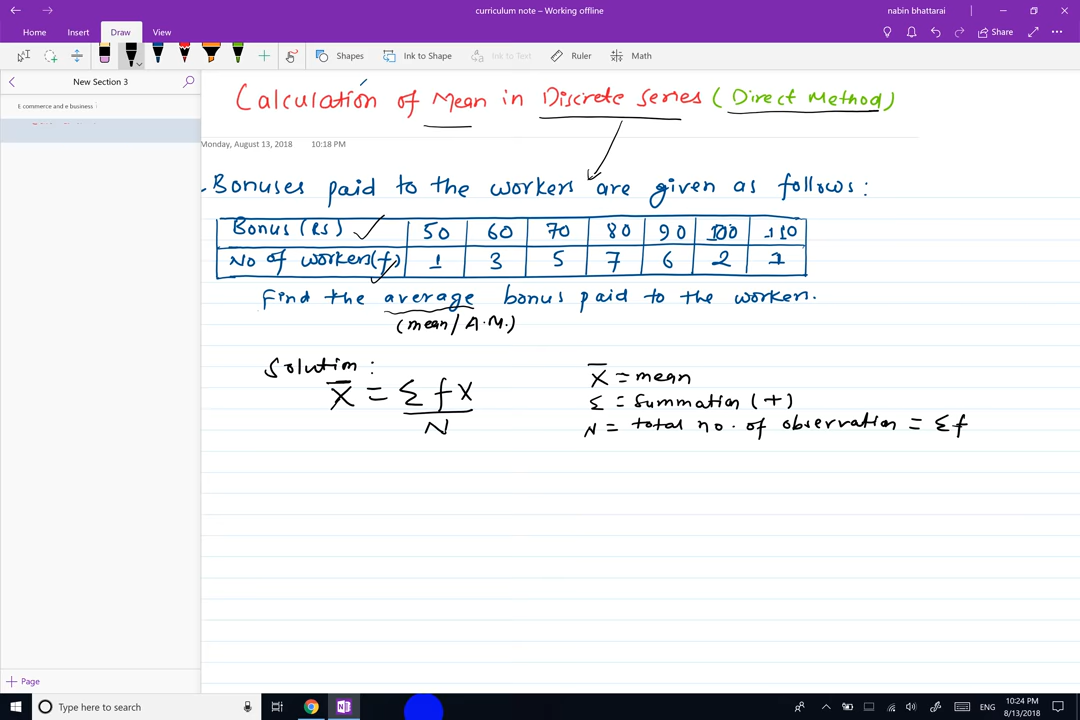 curriculum note – Working offline
nabin bhattarai
Home Insert Draw View
Share
Shapes Ink to Shape Ink to Text Ruler Math
New Section 3
E commerce and e business
Calculation of Mean in Discrete Series (Direct Method)
Monday, August 13, 2018 10:18 PM
Bonuses paid to the workers are given as follows:
Bonus (Rs) 50 60 70 80 90 100 110
No of workers (f) 1 3 5 7 6 2 1
Find the average bonus paid to the worker.
(mean / A.M.)
Solution:
X̅ = Σ f X / N
X̅ = mean
Σ = Summation (+)
N = total no. of observation = Σf
Page
Type here to search
ENG
10:24 PM
8/13/2018